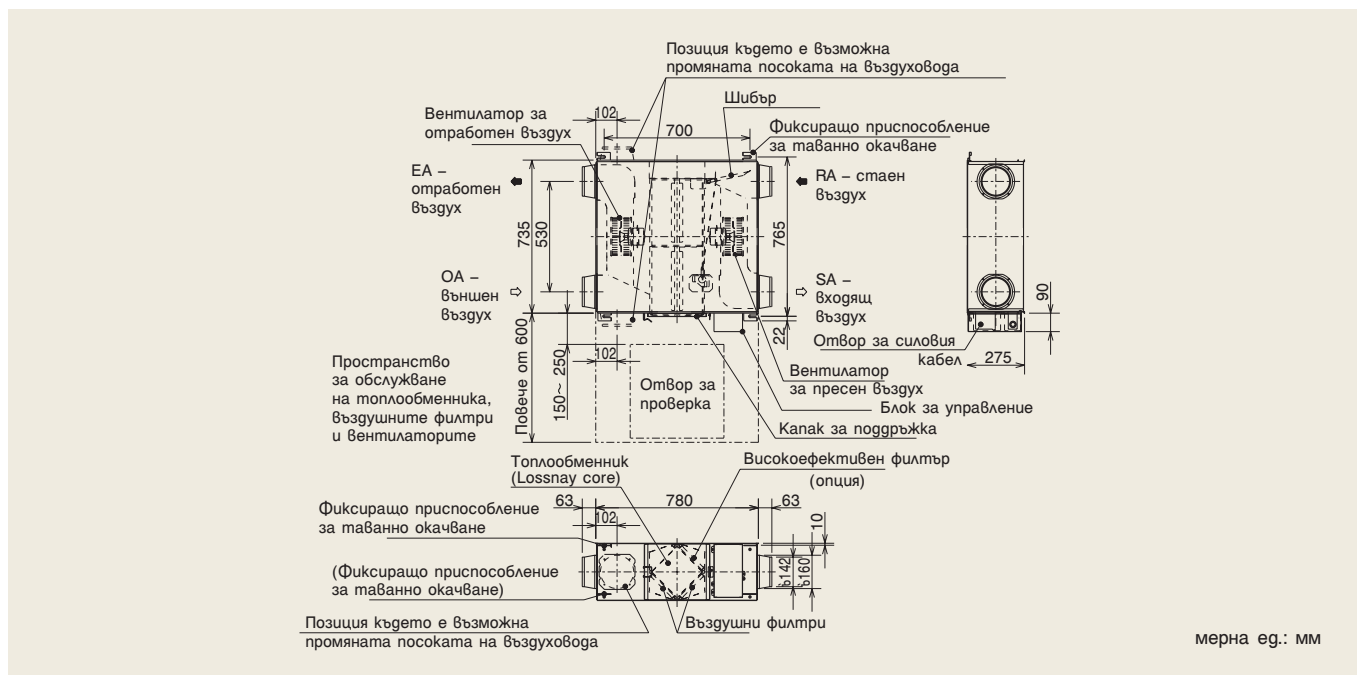 Позиция където е възможна
промяната посоката на въздуховода
Шибър
Вентилатор за
отработен въздух
102
700
Фиксиращо приспособление
за таванно окачване
EA –
отработен
въздух
RA – стаен
въздух
735
530
765
OA –
външен
въздух
SA –
входящ
въздух
90
22
Отвор за силовия
кабел
275
Пространство
за обслужване
на топлообменника,
въздушните филтри
и вентилаторите
Повече от 600
150~ 250
102
Отвор за
проверка
Вентилатор
за пресен въздух
Блок за управление
Капак за поддръжка
Топлообменник
(Lossnay core)
Високоефективен филтър
(опция)
63
780
63
Фиксиращо приспособление
за таванно окачване
102
10
(Фиксиращо приспособление
за таванно окачване)
ъ142
ъ160
Позиция където е възможна
промяната посоката на въздуховода
Въздушни филтри
мерна ед.: мм